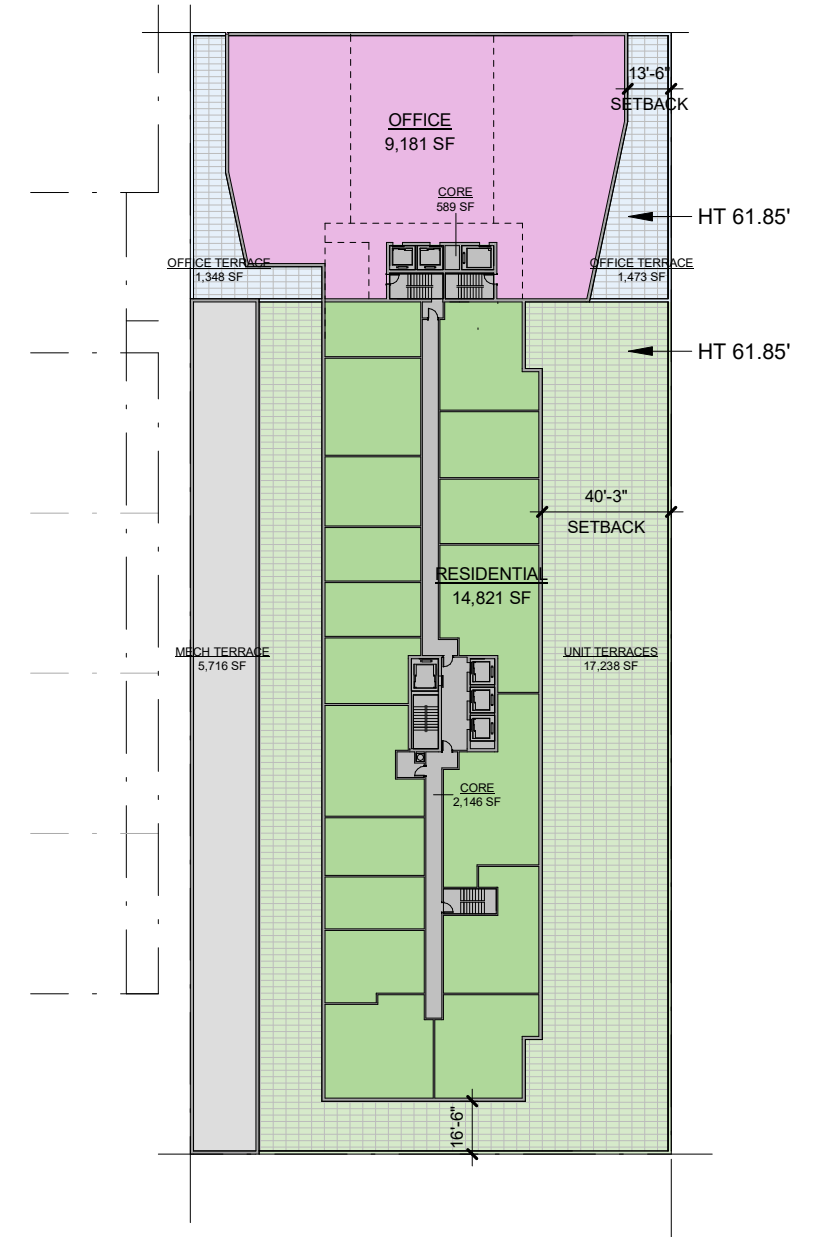 13'-6"
SETBACK
OFFICE
9,181 SF
CORE
589 SF
HT 61.85'
OFFICE TERRACE
1,348 SF
OFFICE TERRACE
1,473 SF
HT 61.85'
40'-3"
SETBACK
RESIDENTIAL
14,821 SF
MECH TERRACE
5,716 SF
UNIT TERRACES
17,238 SF
CORE
2,146 SF
16'-6"